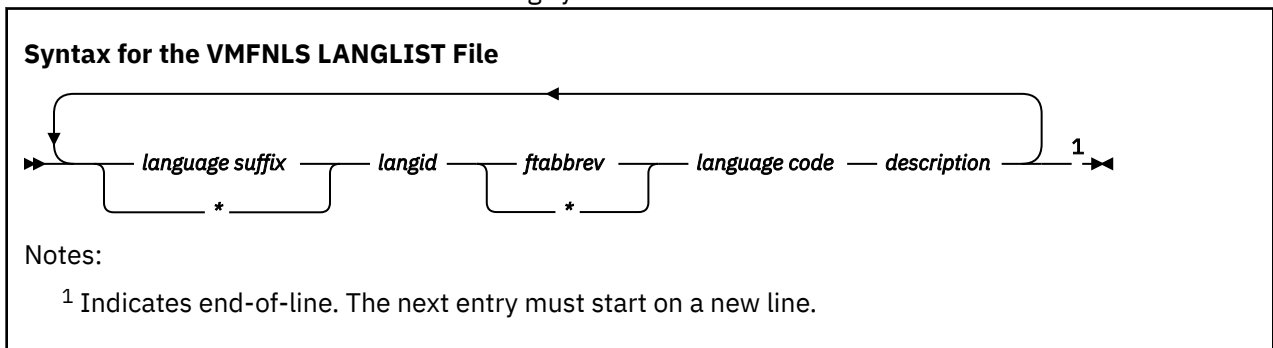 Syntax for the VMFNLS LANGLIST File
language suffix langid ftabbrev language code description 1
* *
Notes:
1 Indicates end-of-line. The next entry must start on a new line.